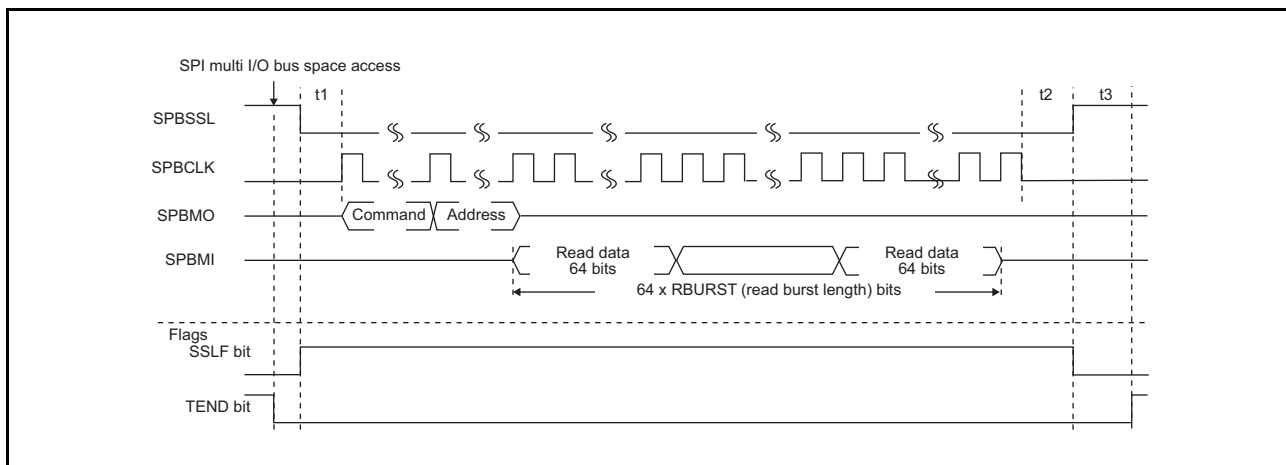 SPI multi I/O bus space access
t1
t2
t3
SPBSSL
SPBCLK
SPBMO
Command
Address
SPBMI
Read data
64 bits
Read data
64 bits
64 x RBURST (read burst length) bits
Flags
SSLF bit
TEND bit